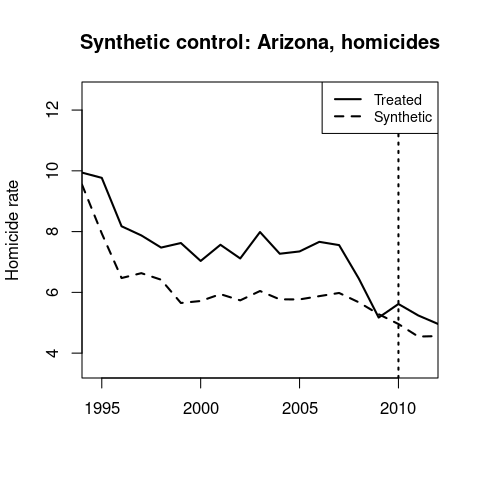 Synthetic control: Arizona, homicides
Treated
Synthetic
Homicide rate
12
10
8
6
4
1995 2000 2005 2010